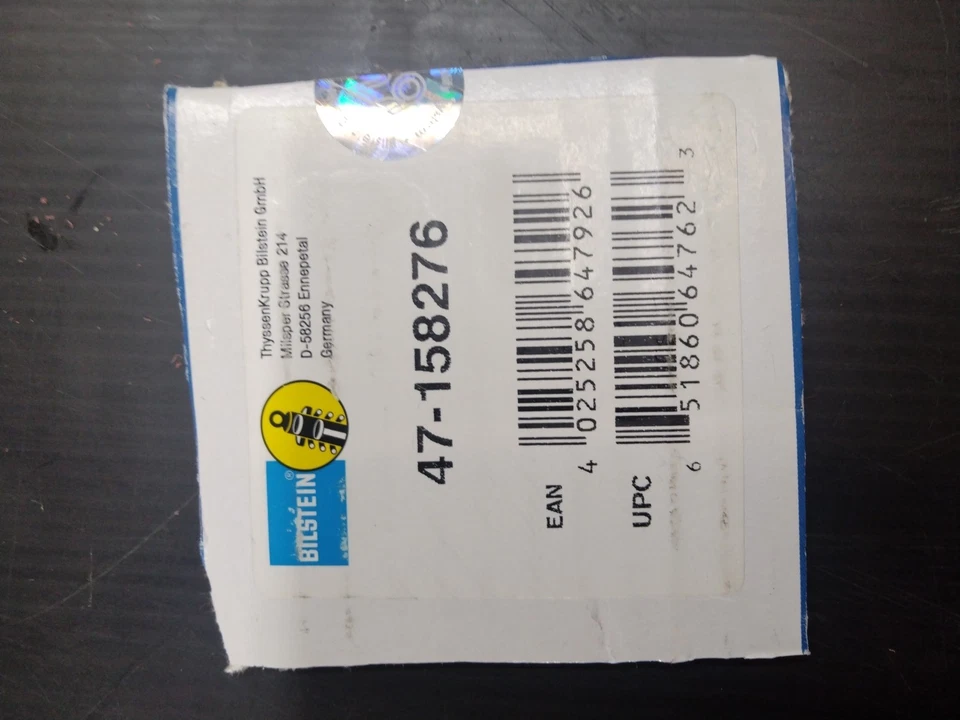 BILSTEIN®
ThyssenKrupp Bilstein GmbH
Milsper Strasse 214
D-58256 Ennepetal
Germany
47-158276
EAN
4 025258 647926
UPC
6 51860 64762 3